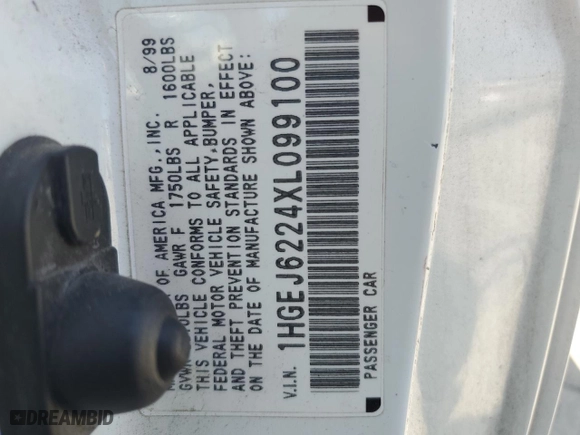 OF AMERICA MFG.,INC. 8/99
GAWR F 1750LBS R 1600LBS
THIS VEHICLE CONFORMS TO ALL APPLICABLE
FEDERAL MOTOR VEHICLE SAFETY,BUMPER,
AND THEFT PREVENTION STANDARDS IN EFFECT
ON THE DATE OF MANUFACTURE SHOWN ABOVE:
V.I.N. 1HGEJ6224XL099100
PASSENGER CAR
DREAMBID